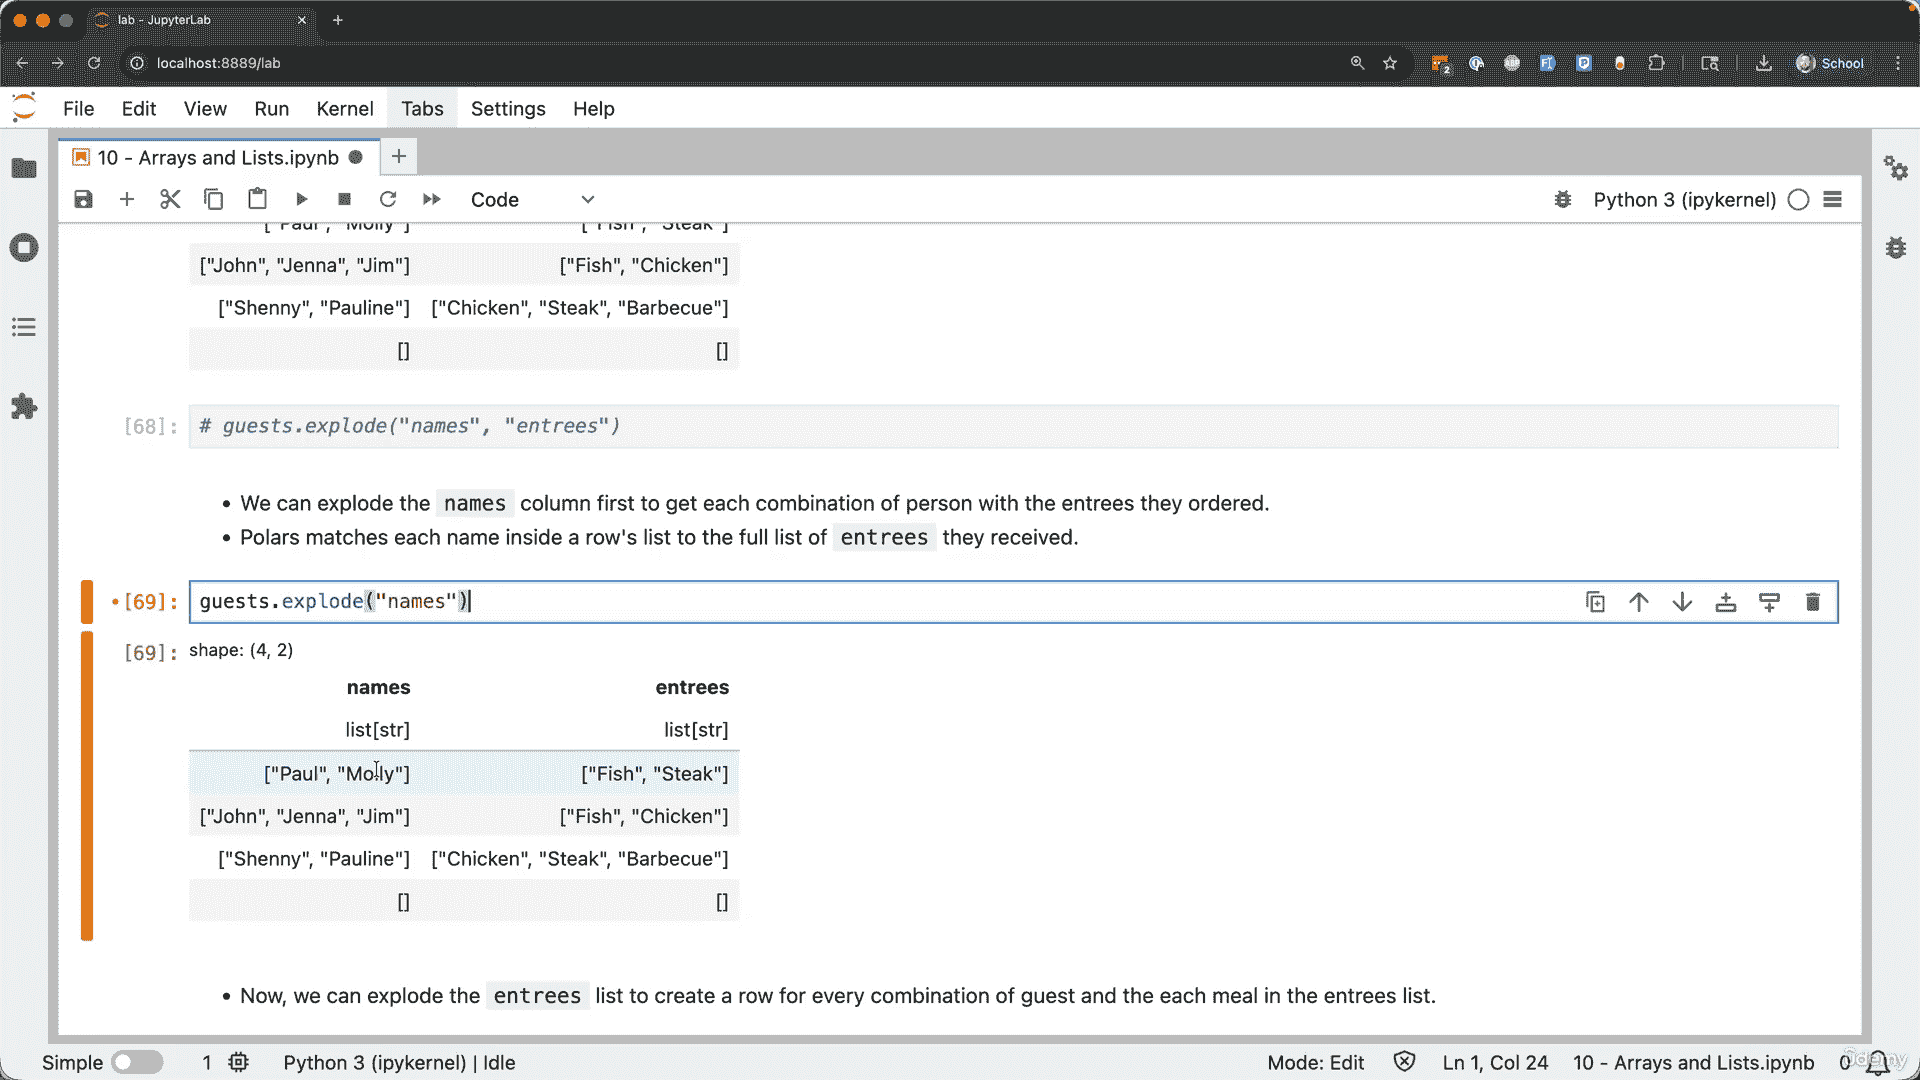 lab - JupyterLab
localhost:8889/lab
2
School
File Edit View Run Kernel Tabs Settings Help
10 - Arrays and Lists.ipynb
Code
Python 3 (ipykernel)
["Paul", "Molly"] ["Fish", "Steak"]
["John", "Jenna", "Jim"] ["Fish", "Chicken"]
["Shenny", "Pauline"] ["Chicken", "Steak", "Barbecue"]
[] []
[68]: # guests.explode("names", "entrees")
• We can explode the names column first to get each combination of person with the entrees they ordered.
• Polars matches each name inside a row's list to the full list of entrees they received.
•[69]: guests.explode("names")
[69]: shape: (4, 2)
names entrees
list[str] list[str]
["Paul", "Molly"] ["Fish", "Steak"]
["John", "Jenna", "Jim"] ["Fish", "Chicken"]
["Shenny", "Pauline"] ["Chicken", "Steak", "Barbecue"]
[] []
• Now, we can explode the entrees list to create a row for every combination of guest and the each meal in the entrees list.
Simple 1 Python 3 (ipykernel) | Idle Mode: Edit Ln 1, Col 24 10 - Arrays and Lists.ipynb 0
Udemy